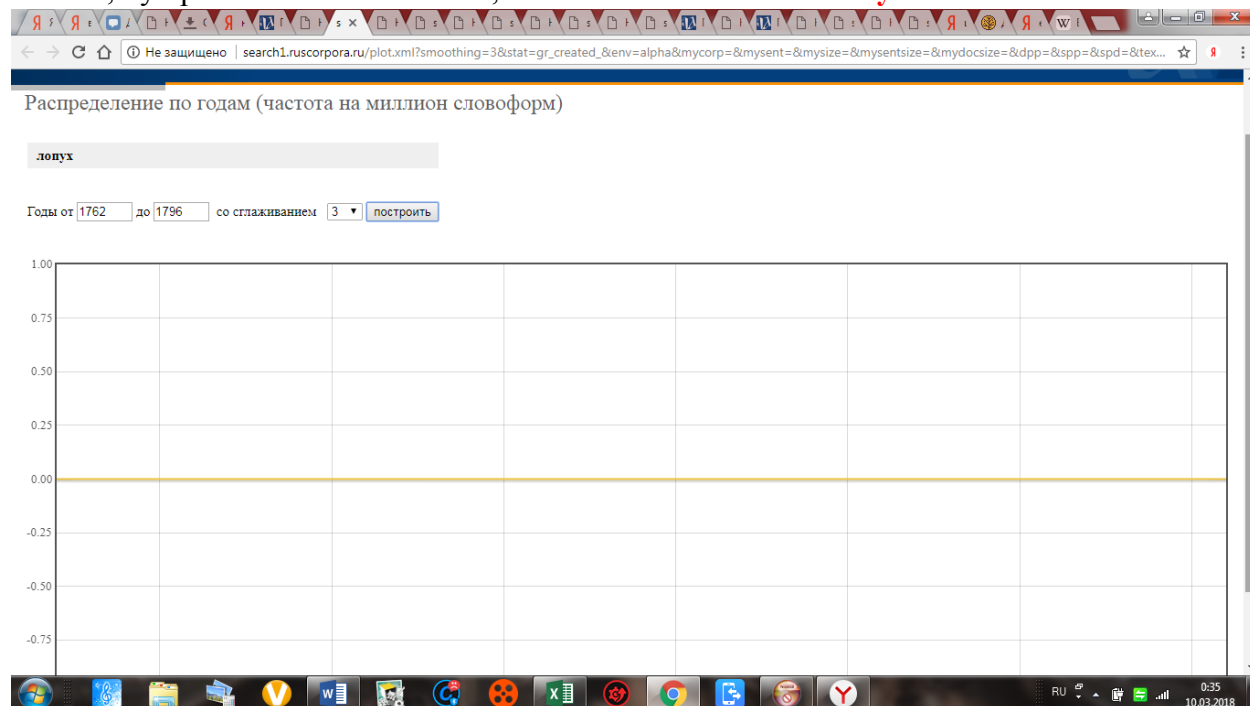 Не защищено | search1.ruscorpora.ru/plot.xml?smoothing=3&stat=gr_created_&env=alpha&mycorp=&mysent=&mysize=&mysentsize=&mydocsize=&dpp=&spp=&spd=&tex...
Распределение по годам (частота на миллион словоформ)
лопух
Годы от 1762 до 1796 со сглаживанием 3 построить
1.00
0.75
0.50
0.25
0.00
-0.25
-0.50
-0.75
RU 0:35
10.03.2018